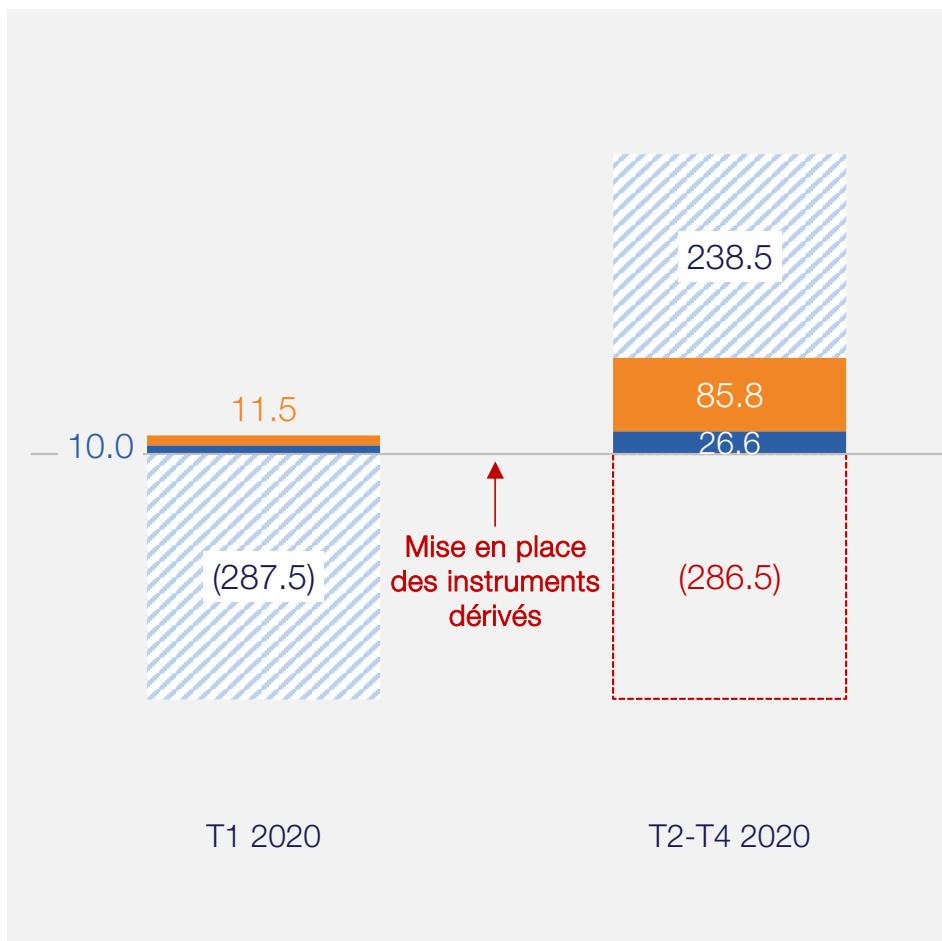 238.5
85.8
11.5
26.6
10.0
Mise en place
des instruments
dérivés
(287.5)
(286.5)
T1 2020
T2-T4 2020